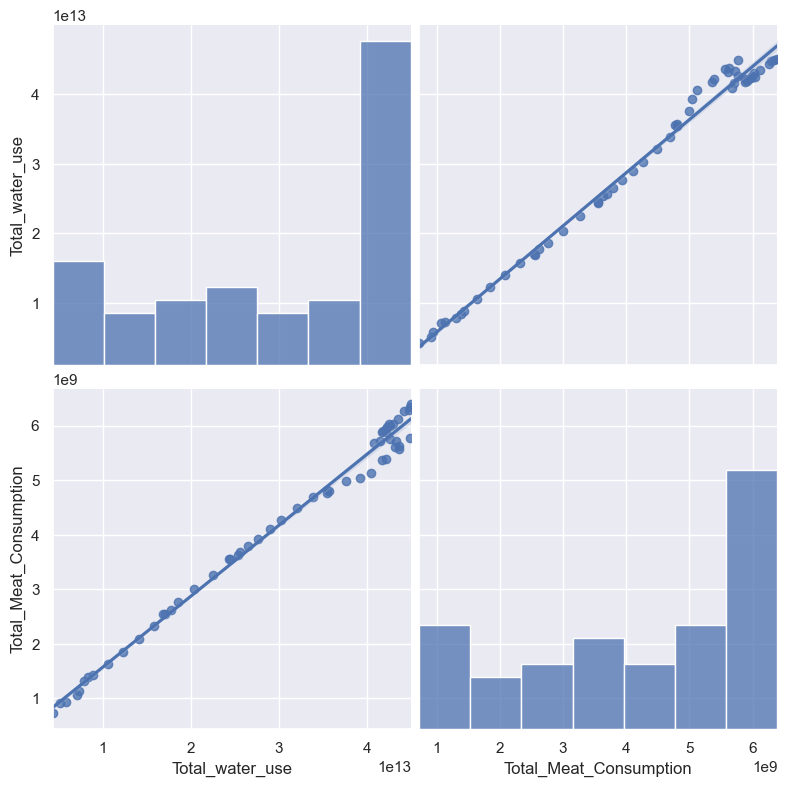 1e13
4
3
2
1
Total_water_use
1e9
6
5
4
3
2
1
Total_Meat_Consumption
1 2 3 4
1 2 3 4 5 6
1e13
1e9
Total_water_use
Total_Meat_Consumption